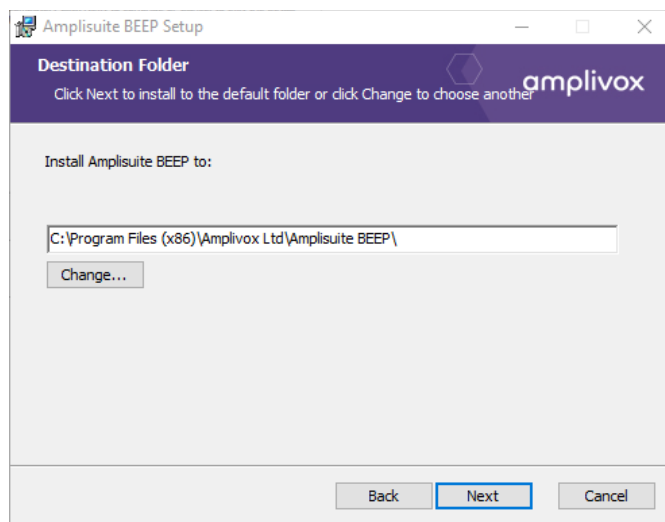 Amplisuite BEEP Setup
Destination Folder
Click Next to install to the default folder or click Change to choose another
amplivox
Install Amplisuite BEEP to:
C:\Program Files (x86)\Amplivox Ltd\Amplisuite BEEP\
Change...
Back Next Cancel